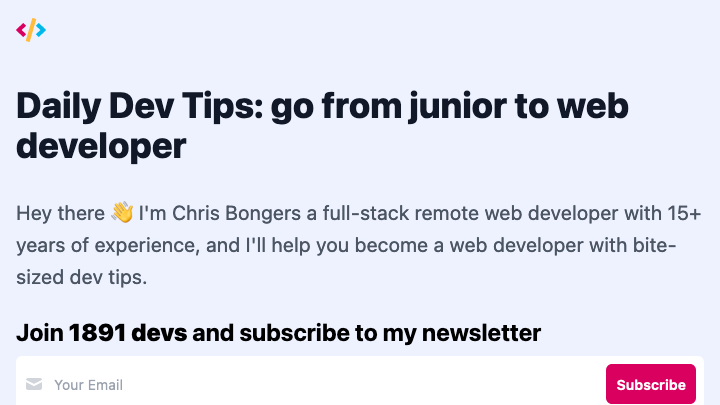 Daily Dev Tips: go from junior to web
developer
Hey there 👋 I'm Chris Bongers a full-stack remote web developer with 15+
years of experience, and I'll help you become a web developer with bite-
sized dev tips.
Join 1891 devs and subscribe to my newsletter
Your Email
Subscribe